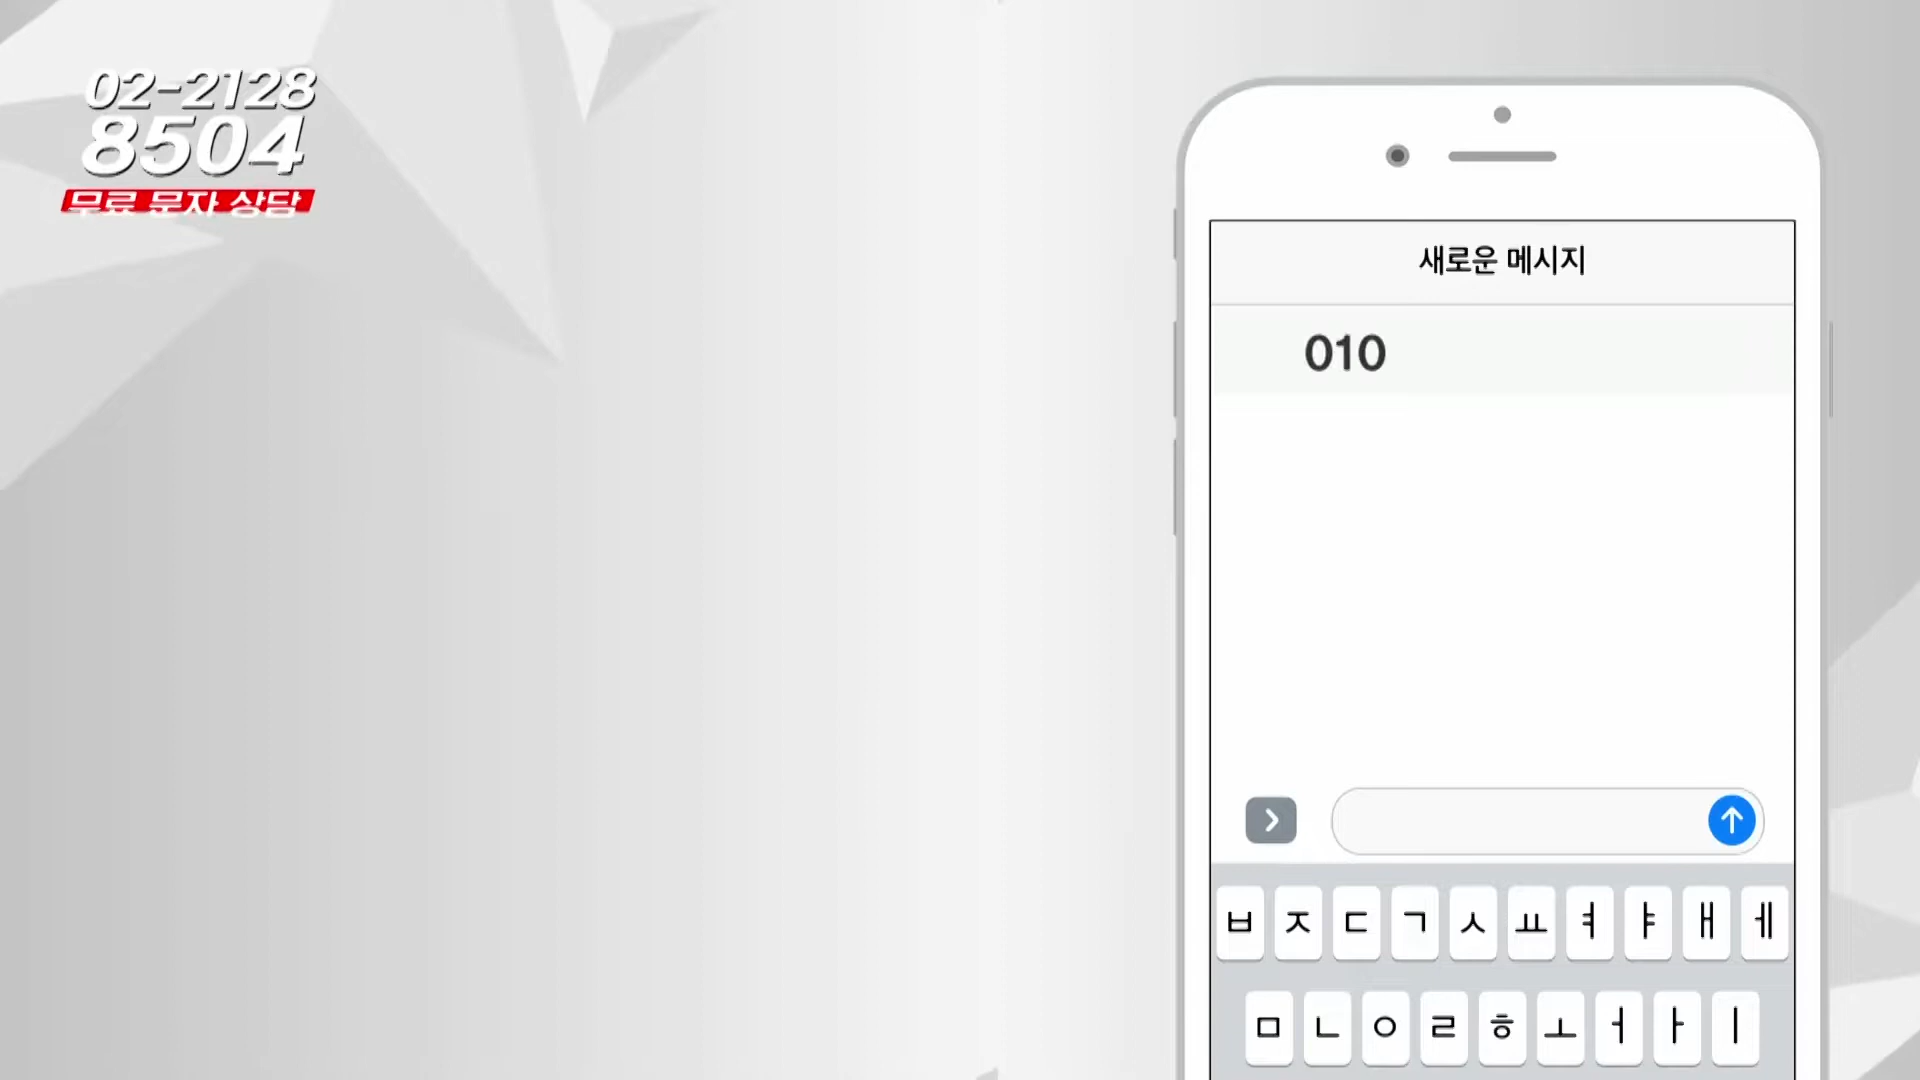 02-2128
8504
무료 문자 상담
새로운 메시지
010
ㅂ ㅈ ㄷ ㄱ ㅅ ㅛ ㅕ ㅑ ㅐ ㅔ
ㅁ ㄴ ㅇ ㄹ ㅎ ㅗ ㅓ ㅏ ㅣ